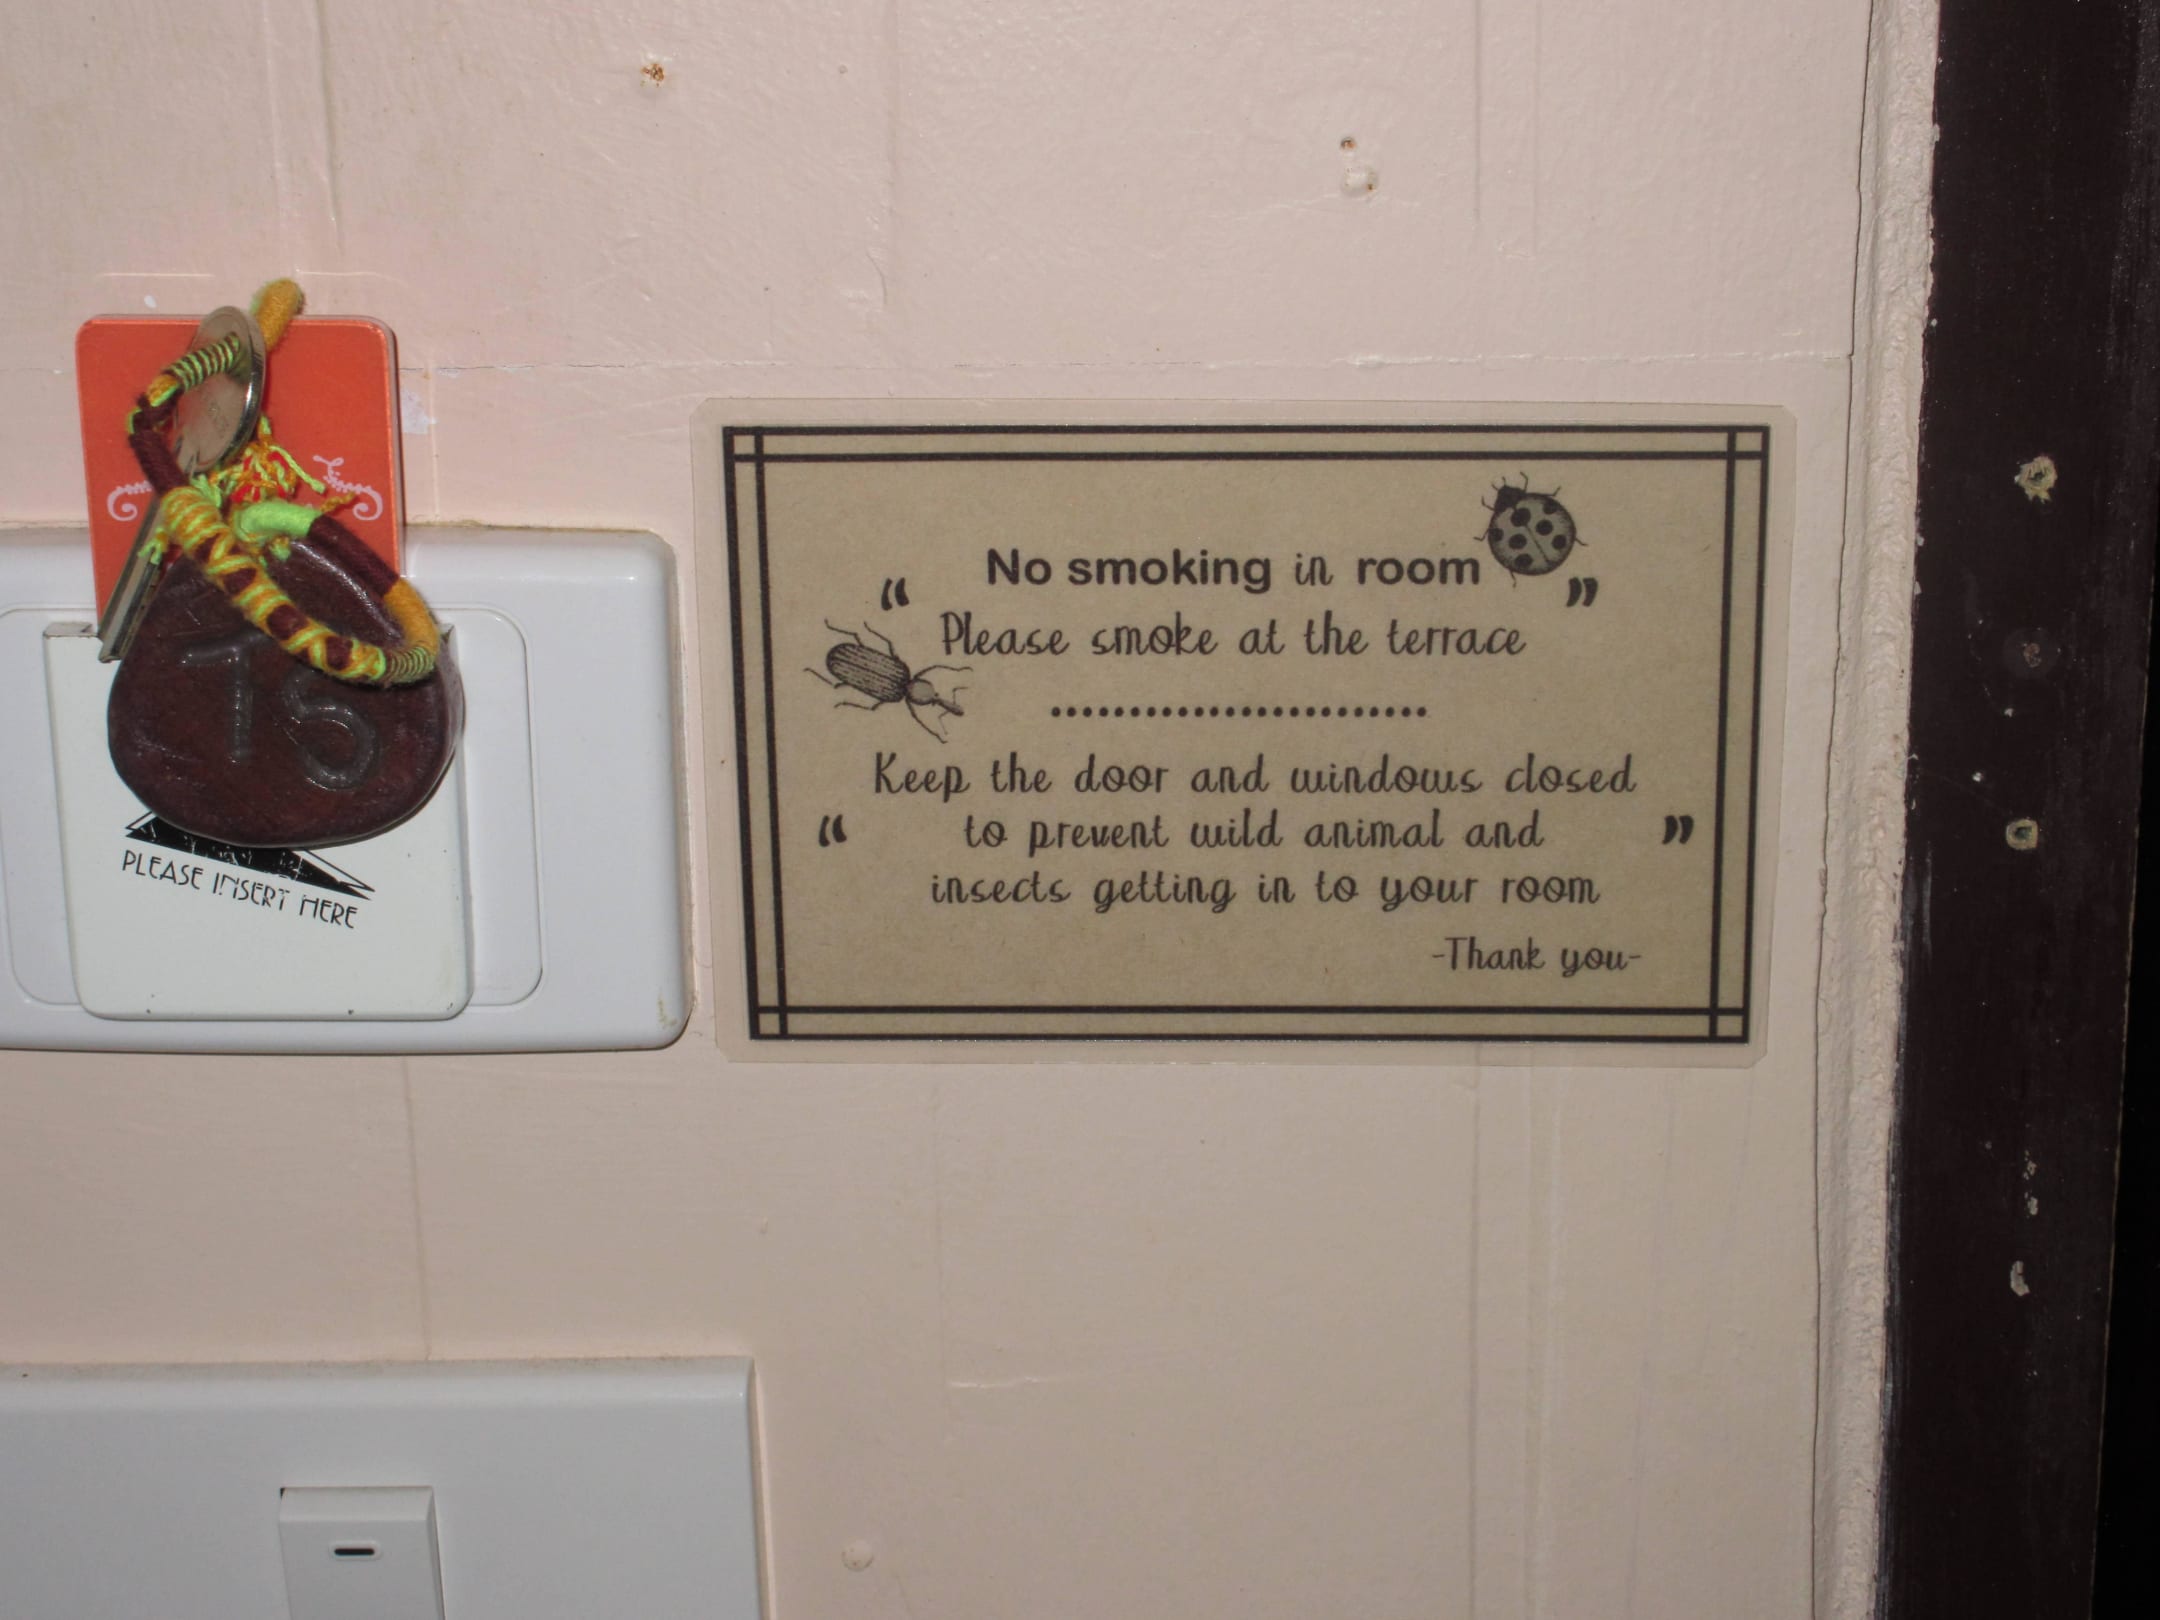 15
PLEASE INSERT HERE
No smoking in room
“ ”
Please smoke at the terrace
........................
Keep the door and windows closed
“ to prevent wild animal and ”
insects getting in to your room
-Thank you-